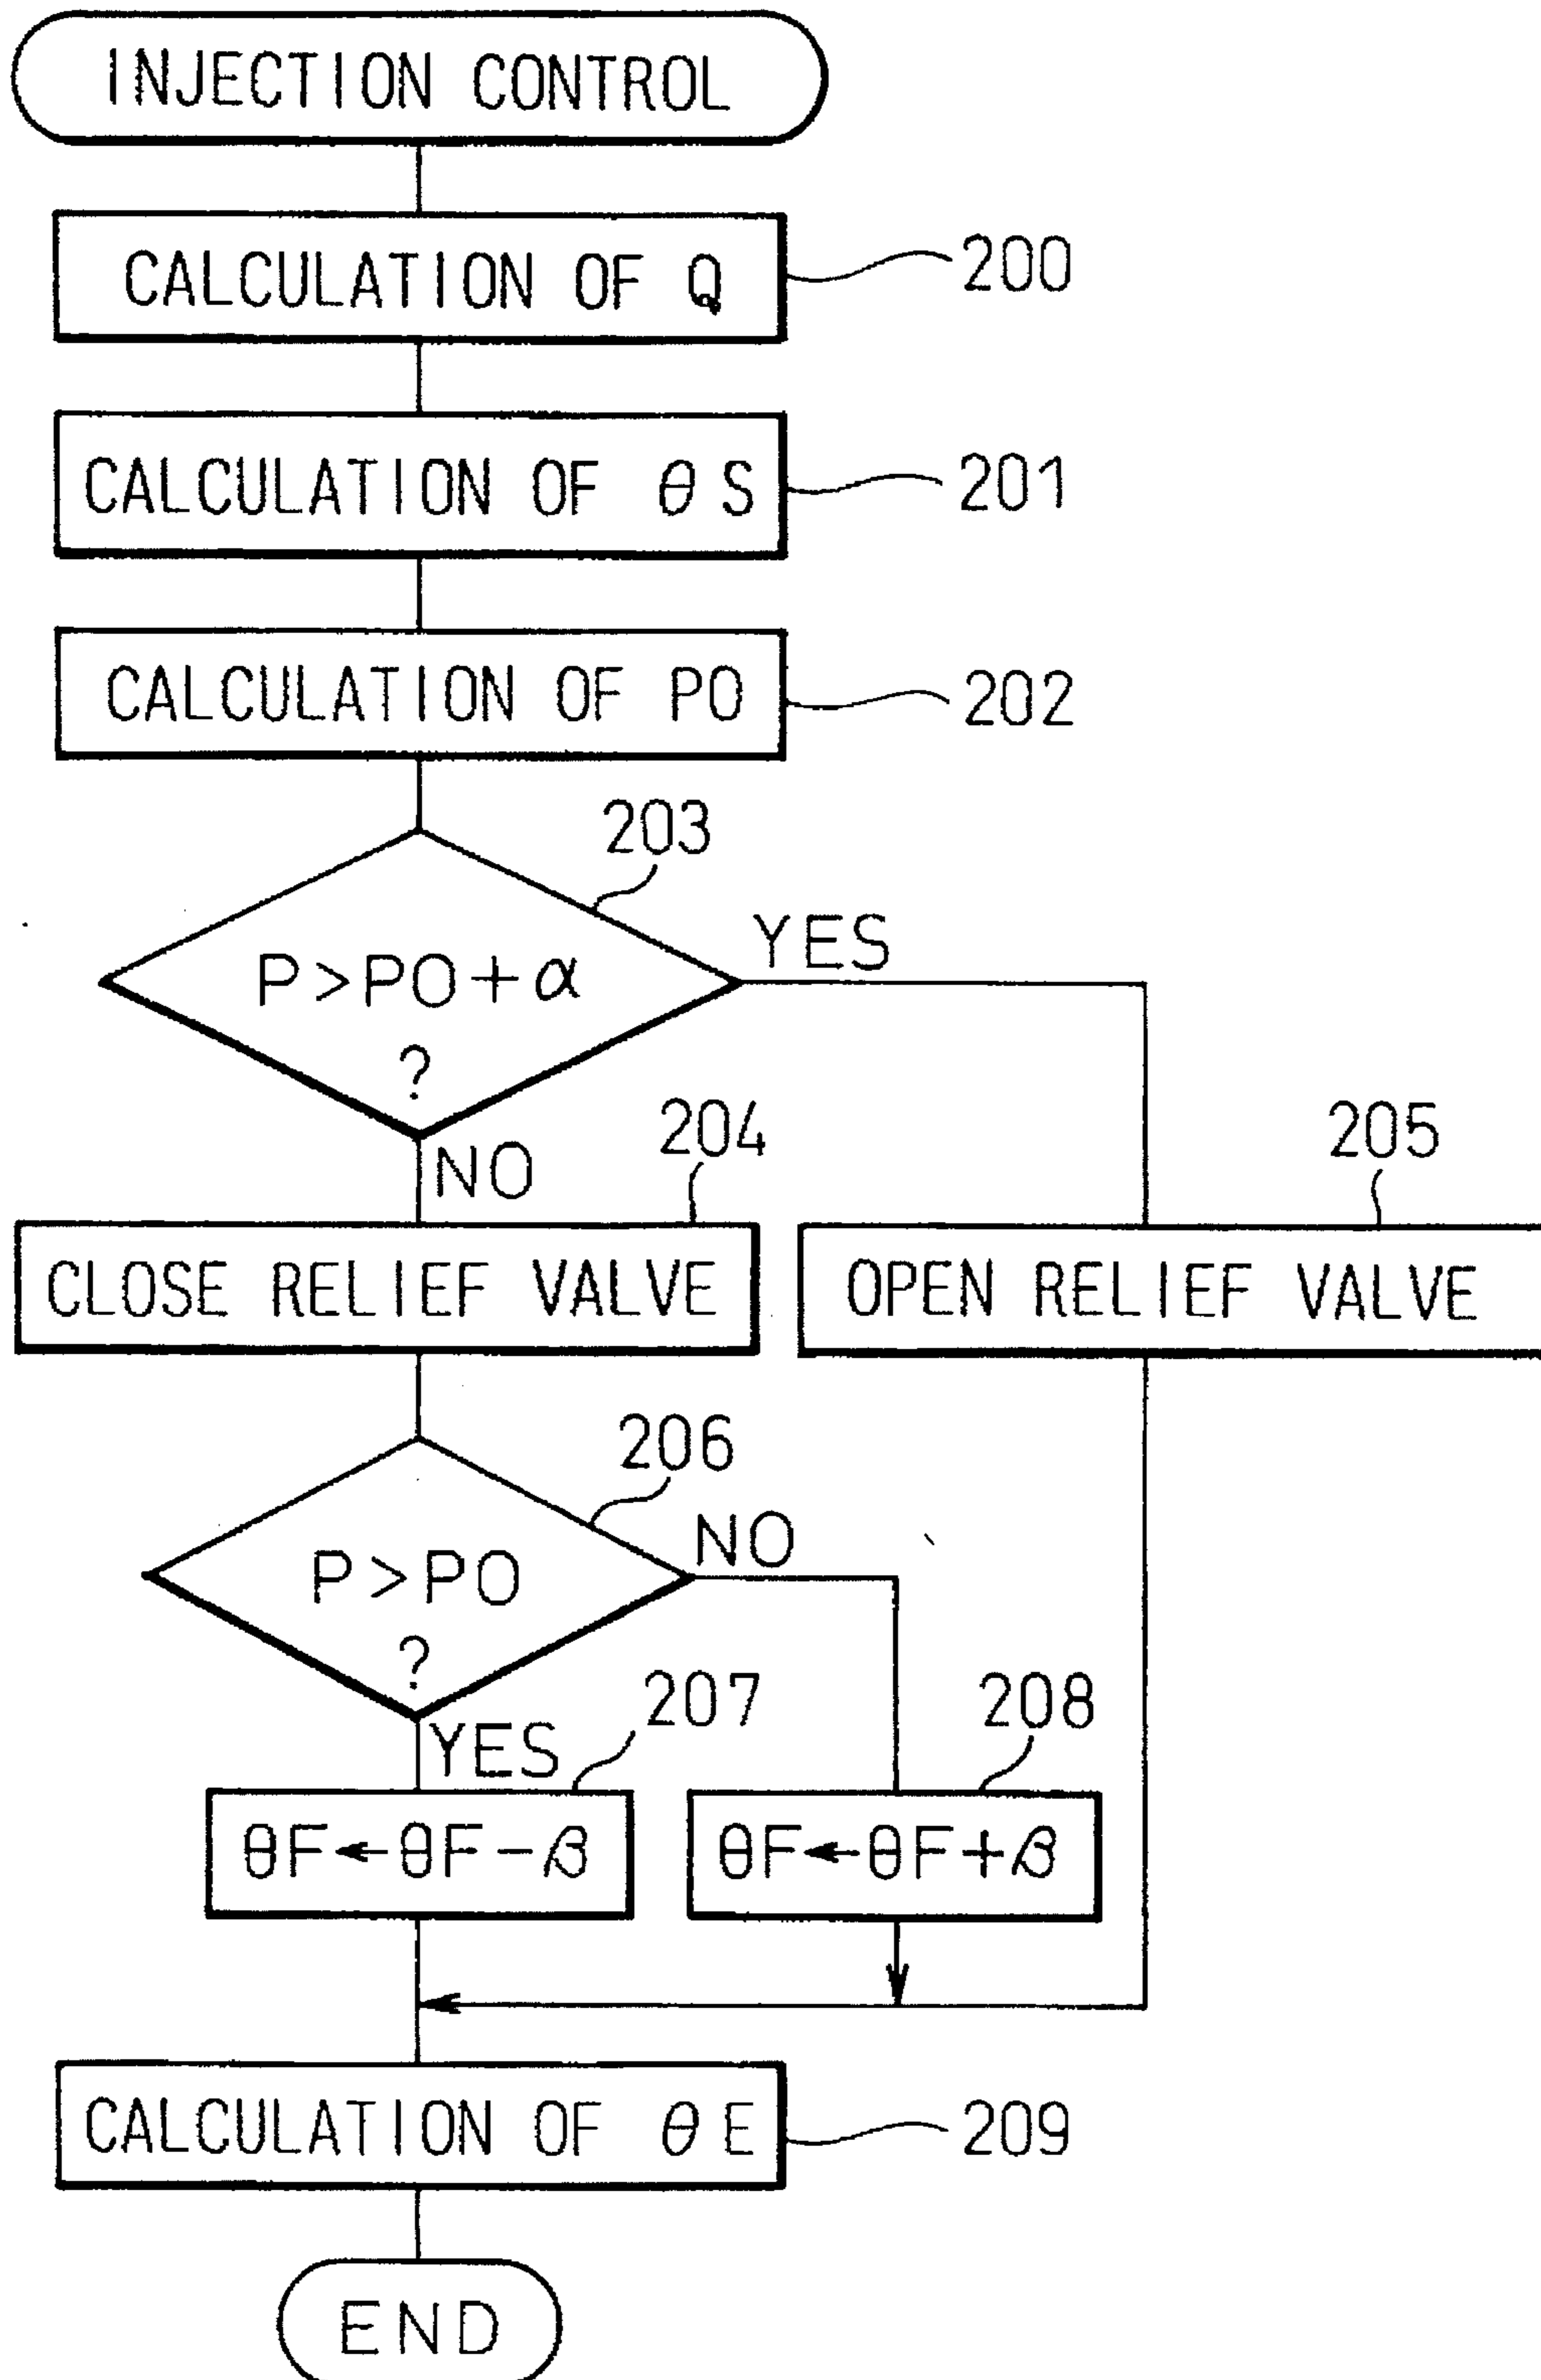 INJECTION CONTROL
CALCULATION OF Q
200
CALCULATION OF θS
201
CALCULATION OF PO
202
203
P>PO+α
?
YES
NO
204
205
CLOSE RELIEF VALVE
OPEN RELIEF VALVE
206
P>PO
?
NO
YES
207
208
θF←θF-β
θF←θF+β
CALCULATION OF θE
209
END